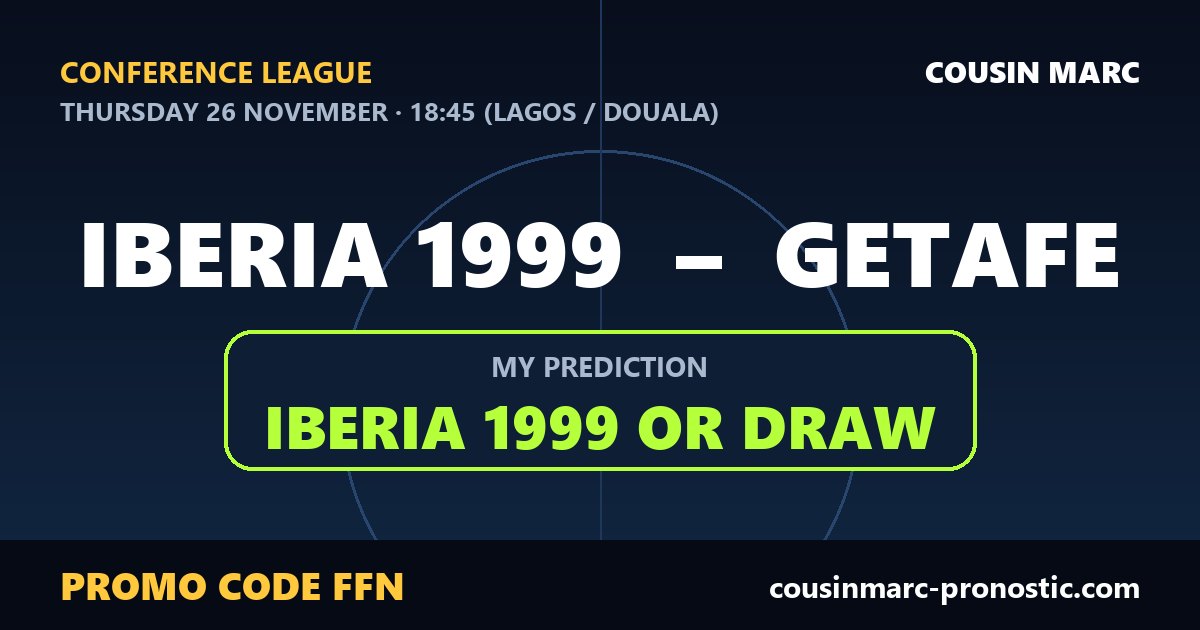 CONFERENCE LEAGUE
COUSIN MARC
THURSDAY 26 NOVEMBER · 18:45 (LAGOS / DOUALA)
IBERIA 1999 – GETAFE
MY PREDICTION
IBERIA 1999 OR DRAW
PROMO CODE FFN
cousinmarc-pronostic.com